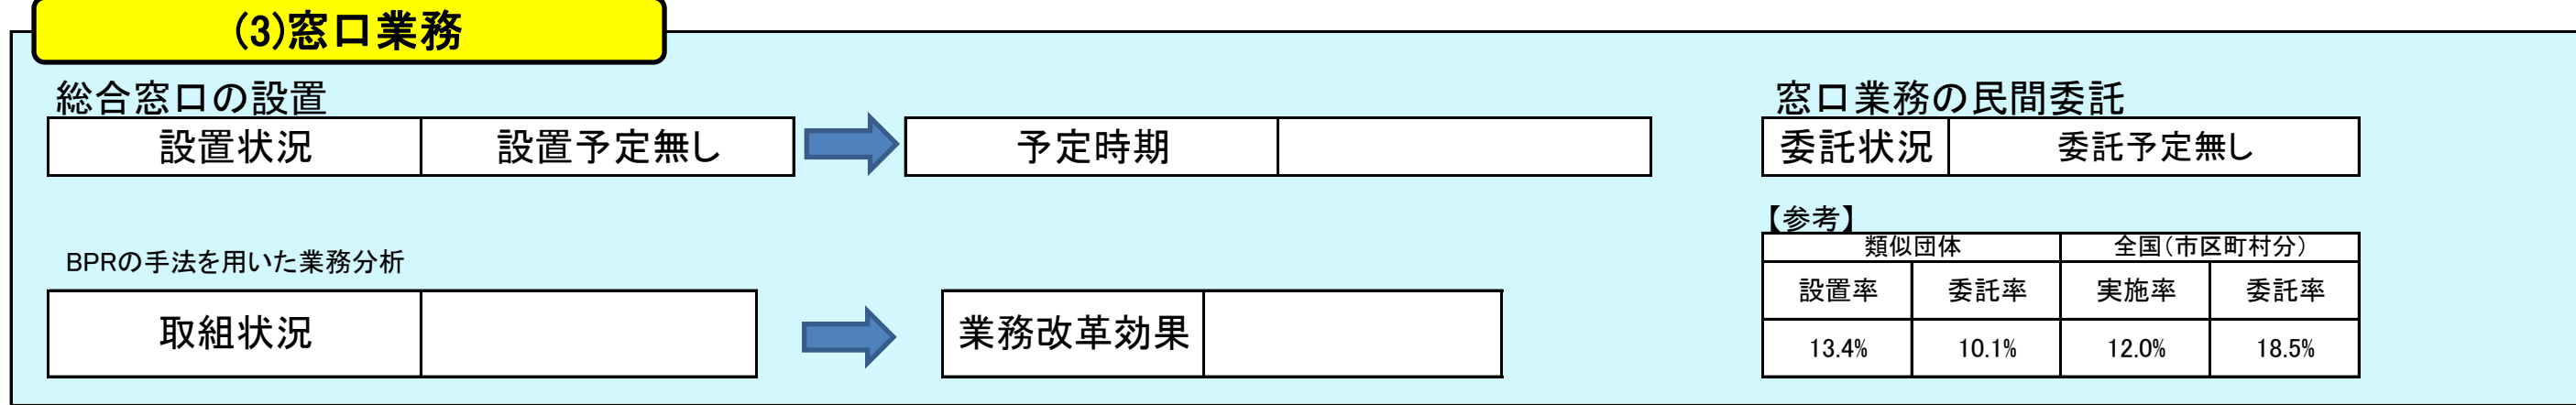 (3)窓口業務
総合窓口の設置
設置状況 設置予定無し 予定時期
窓口業務の民間委託
委託状況 委託予定無し
BPRの手法を用いた業務分析
取組状況 業務改革効果
【参考】
類似団体 全国(市区町村分)
設置率 委託率 実施率 委託率
13.4% 10.1% 12.0% 18.5%